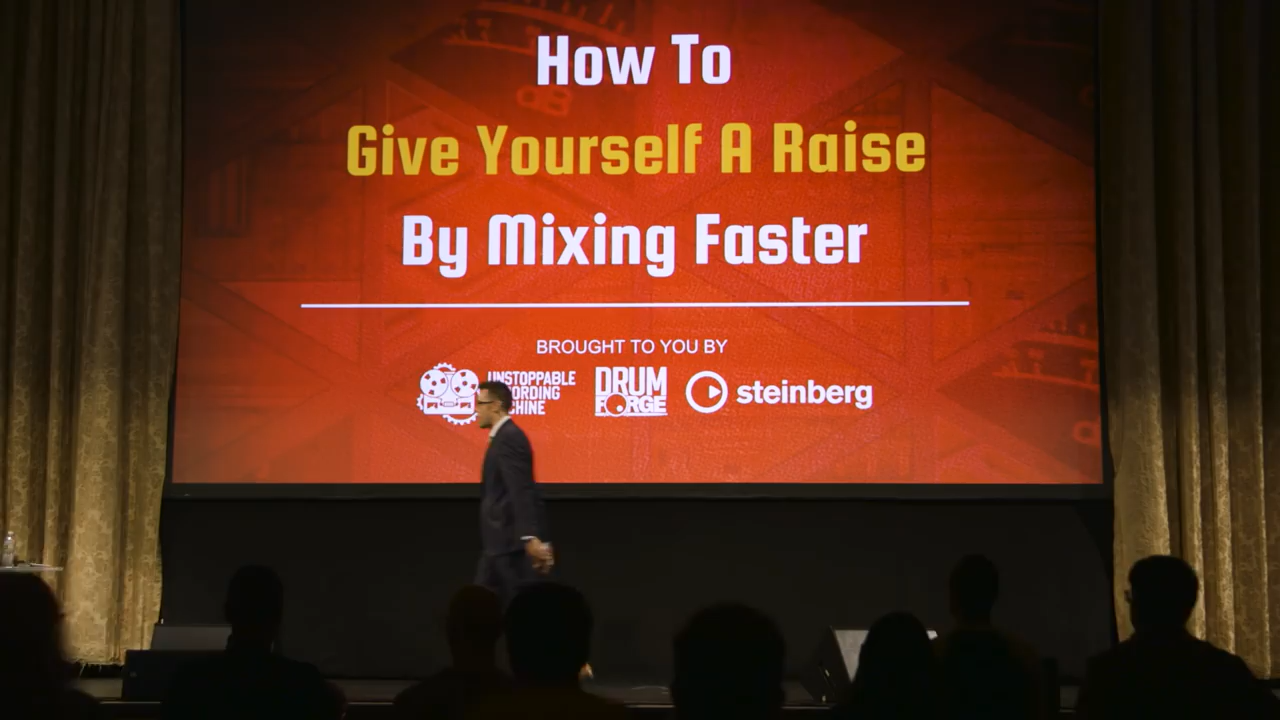 How To
Give Yourself A Raise
By Mixing Faster
BROUGHT TO YOU BY
UNSTOPPABLE
DRUM
FORGE
steinberg